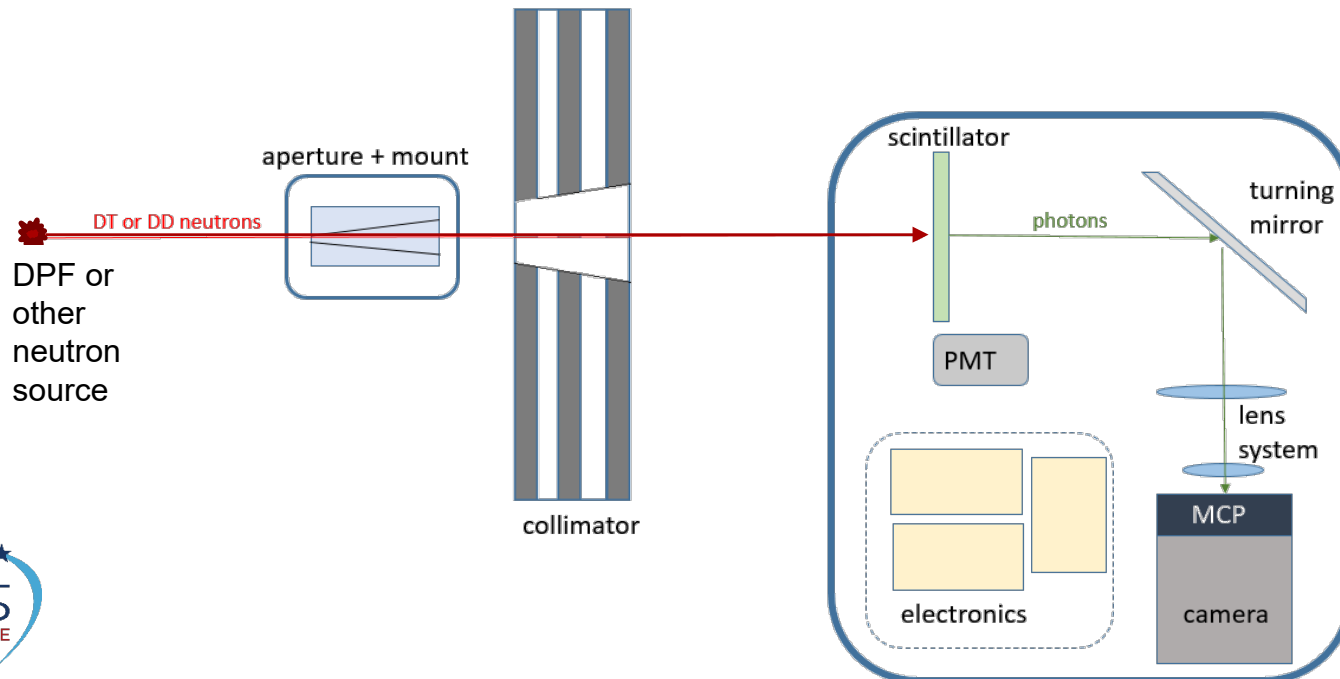 aperture + mount
DT or DD neutrons
DPF or
other
neutron
source
collimator
scintillator
photons
turning
mirror
PMT
lens
system
MCP
camera
electronics